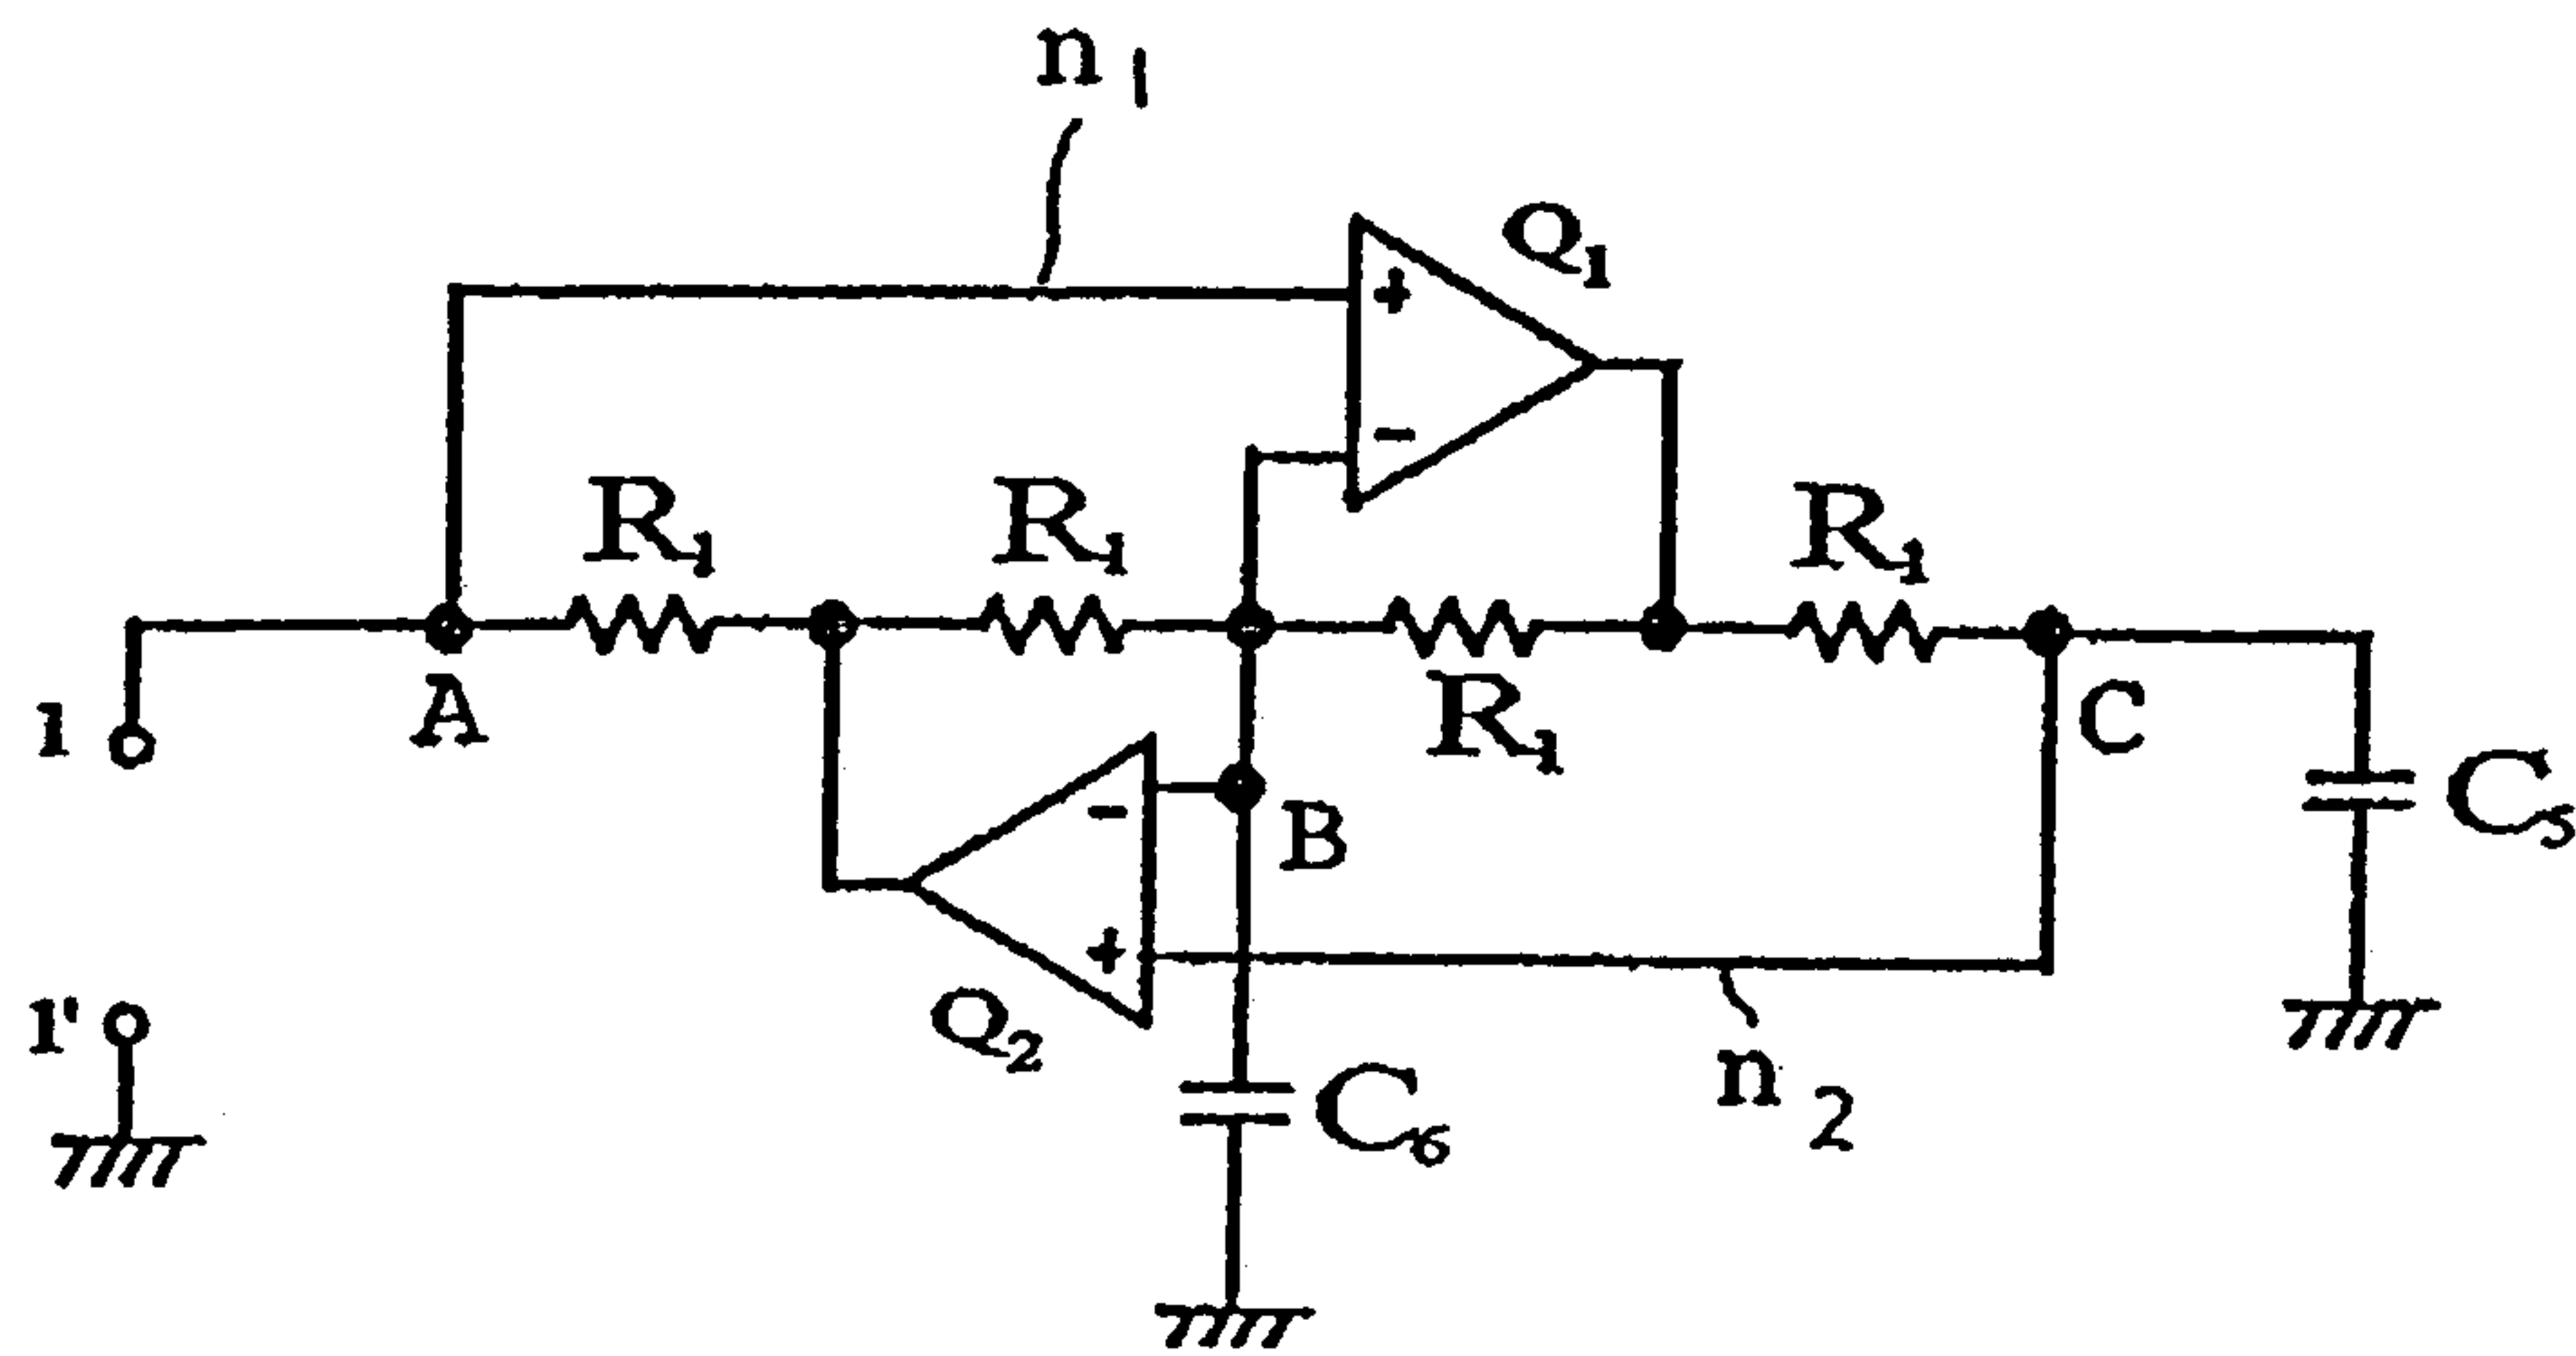 n₁
Q₁
+
-
R₁ R₁ R₁
A
R₁
C
1
C₅
-
B
+
Q₂
1'
n₂
C₆